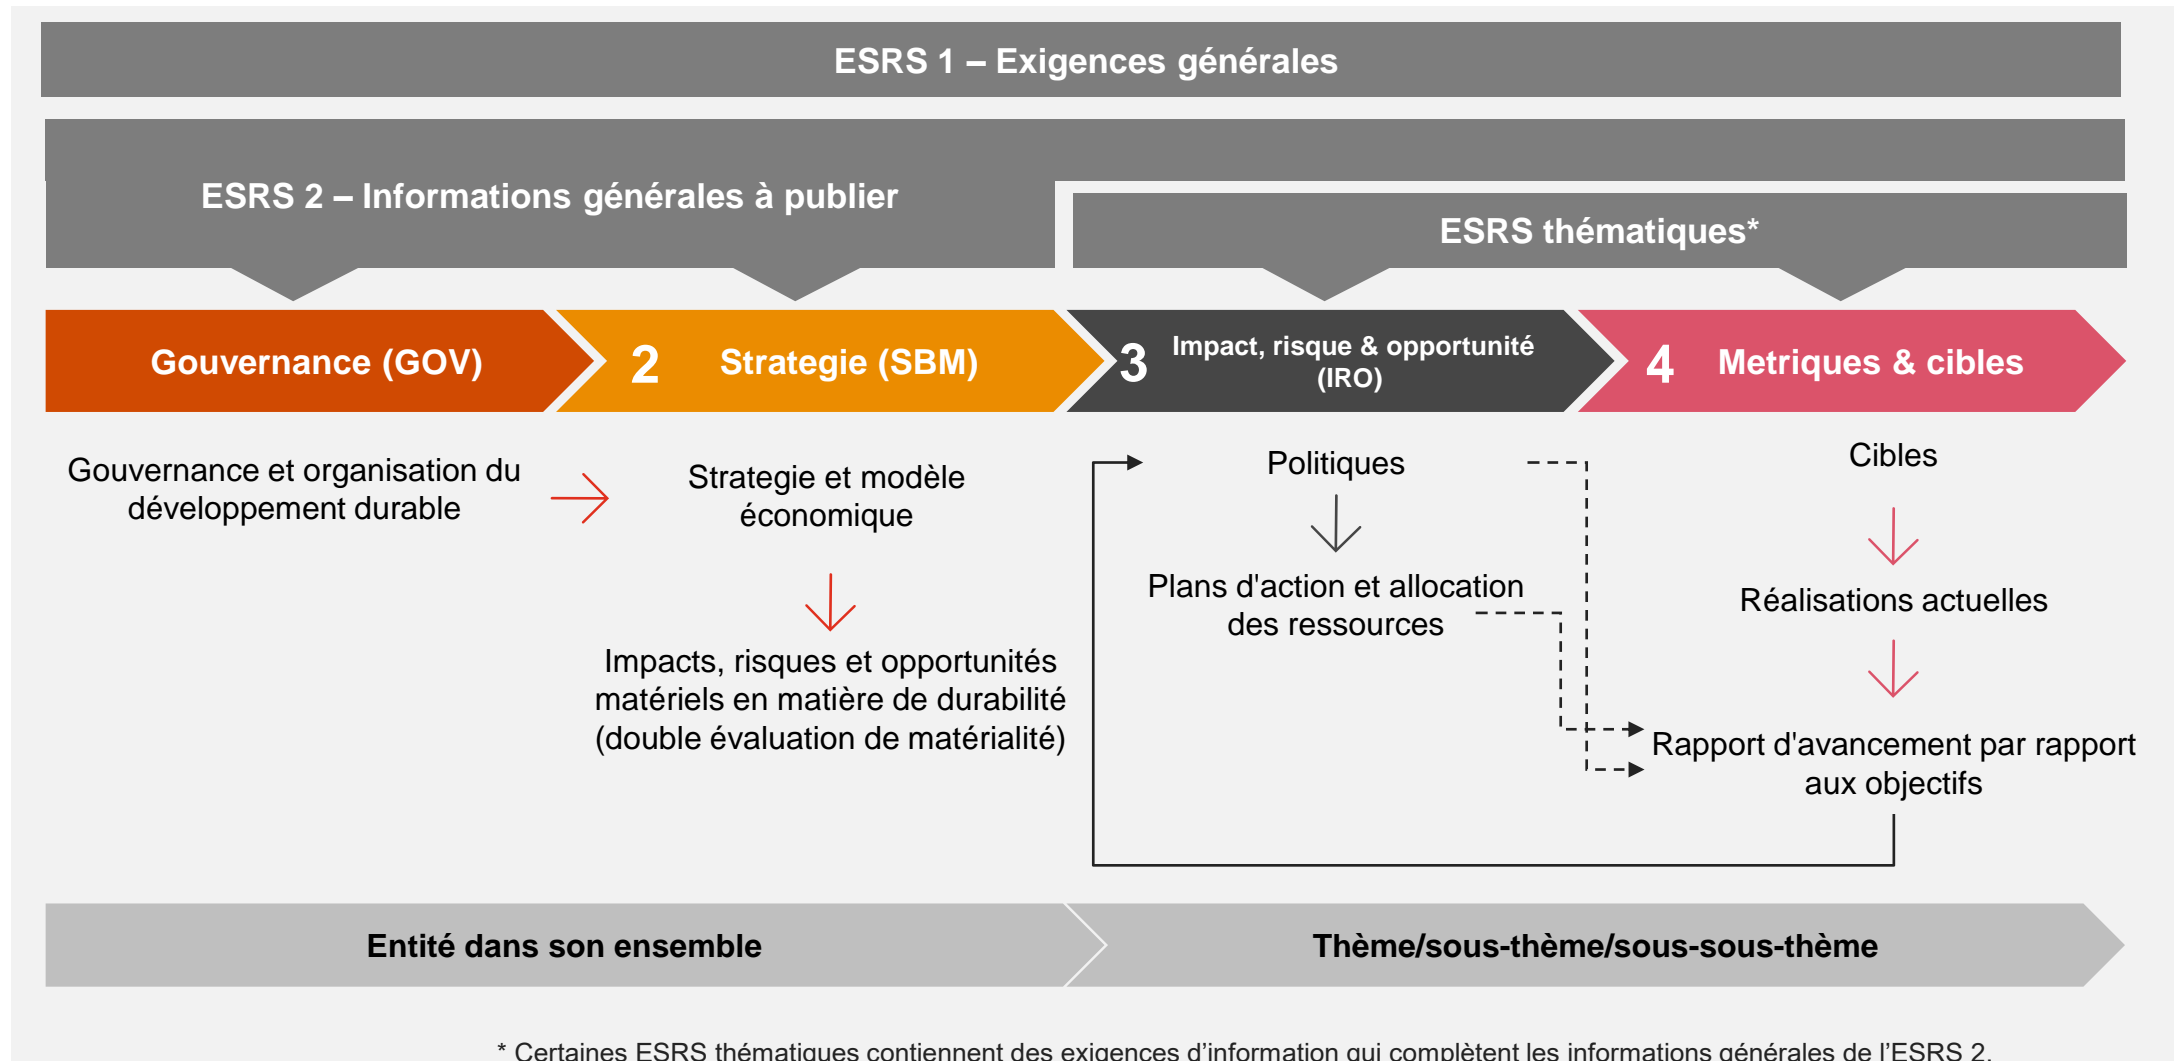 ESRS 1 – Exigences générales
ESRS 2 – Informations générales à publier
ESRS thématiques*
Gouvernance (GOV)
2 Strategie (SBM)
3 Impact, risque & opportunité
(IRO)
4 Metriques & cibles
Gouvernance et organisation du
développement durable
Strategie et modèle
économique
Impacts, risques et opportunités
matériels en matière de durabilité
(double évaluation de matérialité)
Politiques
Plans d'action et allocation
des ressources
Cibles
Réalisations actuelles
Rapport d'avancement par rapport
aux objectifs
Entité dans son ensemble
Thème/sous-thème/sous-sous-thème
* Certaines ESRS thématiques contiennent des exigences d’information qui complètent les informations générales de l’ESRS 2.